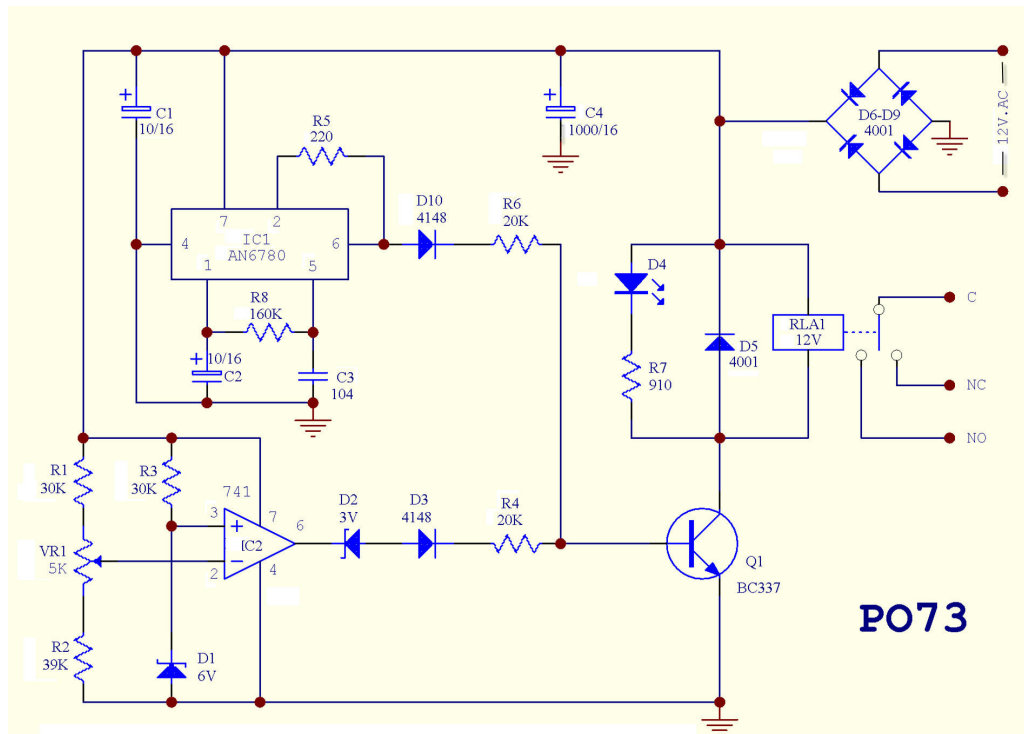 C1
10/16
R5
220
C4
1000/16
D6-D9
4001
12V.AC
7
2
4
IC1
AN6780
6
1
5
D10
4148
R6
20K
R8
160K
10/16
C2
C3
104
D4
D5
4001
R7
910
RLA1
12V
C
NC
NO
R1
30K
R3
30K
741
3
7
6
IC2
2
4
VR1
5K
D2
3V
D3
4148
R4
20K
Q1
BC337
R2
39K
D1
6V
PO73